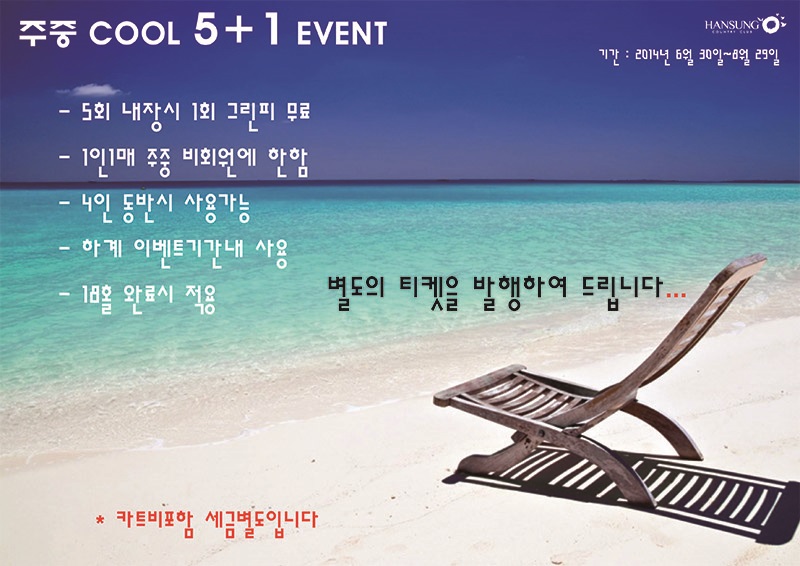 주중 COOL 5+1 EVENT
HANSUNG
COUNTRY CLUB
기간 : 2014년 6월 30일~8월 29일
- 5회 내장시 1회 그린피 무료
- 1인1매 주중 비회원에 한함
- 4인 동반시 사용가능
- 하계 이벤트기간내 사용
- 18홀 완료시 적용
별도의 티켓을 발행하여 드립니다...
* 카트비포함 세금별도입니다